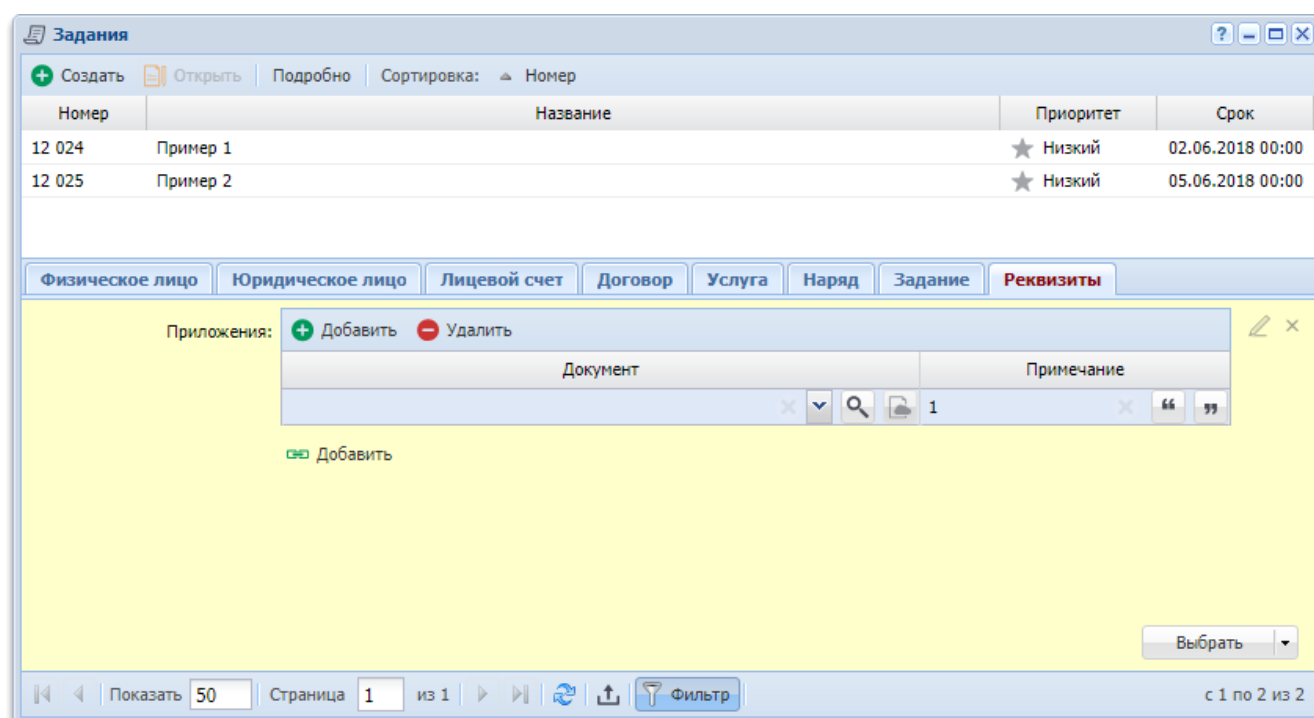 Задания ?
Создать Открыть Подробно Сортировка: Номер
Номер Название Приоритет Срок
12 024 Пример 1 Низкий 02.06.2018 00:00
12 025 Пример 2 Низкий 05.06.2018 00:00
Физическое лицо Юридическое лицо Лицевой счет Договор Услуга Наряд Задание Реквизиты
Приложения: Добавить Удалить
Документ Примечание
1 “ ”
Добавить
Выбрать
Показать 50 Страница 1 из 1 Фильтр с 1 по 2 из 2